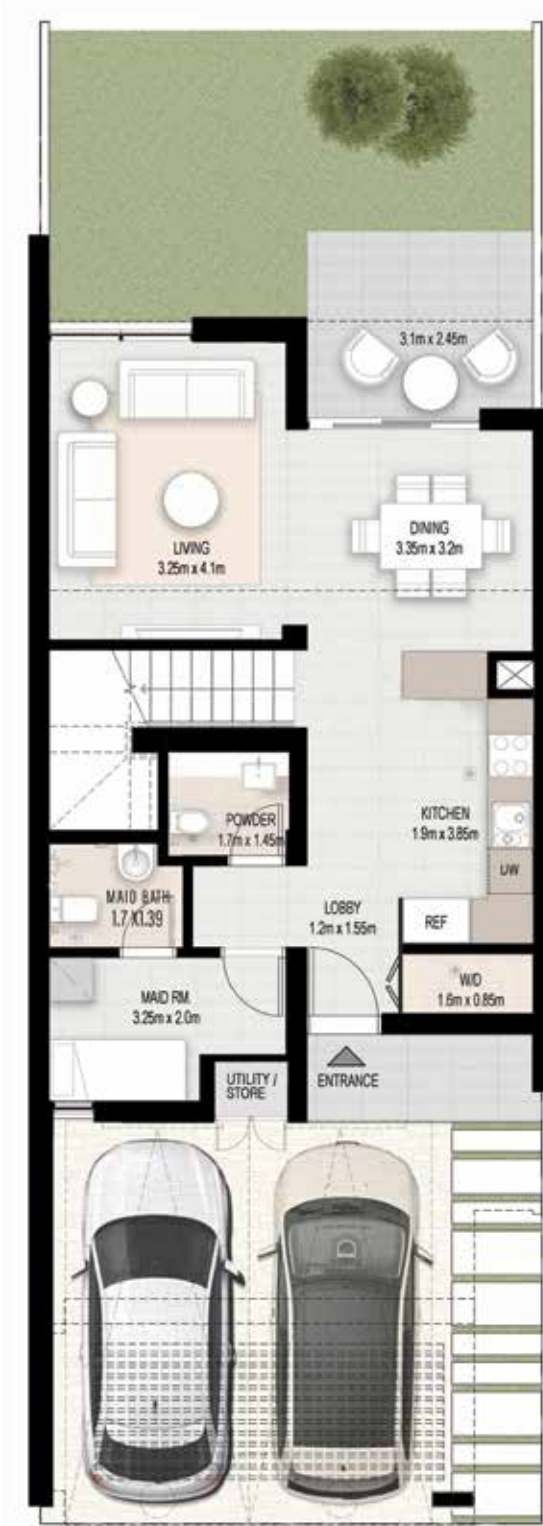 3.1m x 2.45m
DINING
3.35m x 3.2m
LIVING
3.25m x 4.1m
KITCHEN
1.9m x 3.85m
POWDER
1.7m x 1.45m
UW
MAID BATH
1.7 X1.39
LOBBY
1.2m x 1.55m
REF
W/D
1.6m x 0.85m
MAID RM.
3.25m x 2.0m
UTILITY /
STORE
ENTRANCE